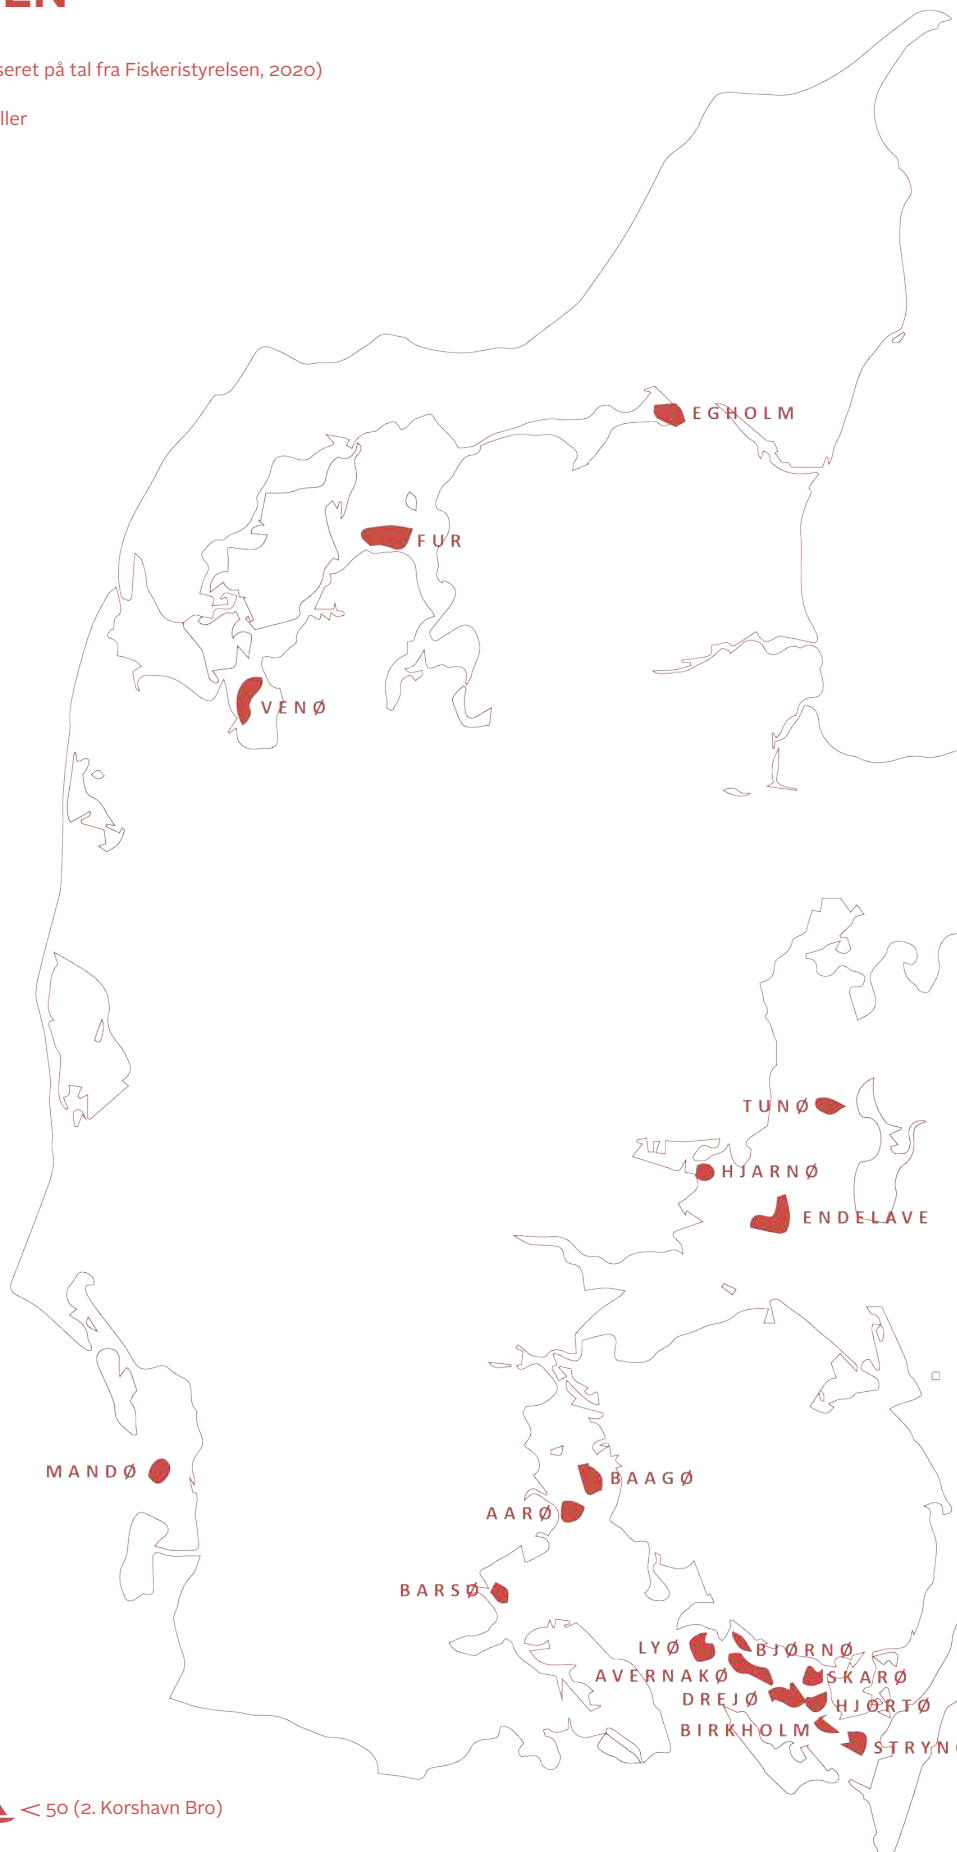 seret på tal fra Fiskeristyrelsen, 2020)
ller
EGHOLM
FUR
VENØ
TUNØ
HJARNØ
ENDELAVE
MANDØ
BAAGØ
AARØ
BARSØ
LYØ
BJØRNØ
AVERNAKØ
SKARØ
DREJØ
HJORTØ
BIRKHOLM
STRYN
< 50 (2. Korshavn Bro)